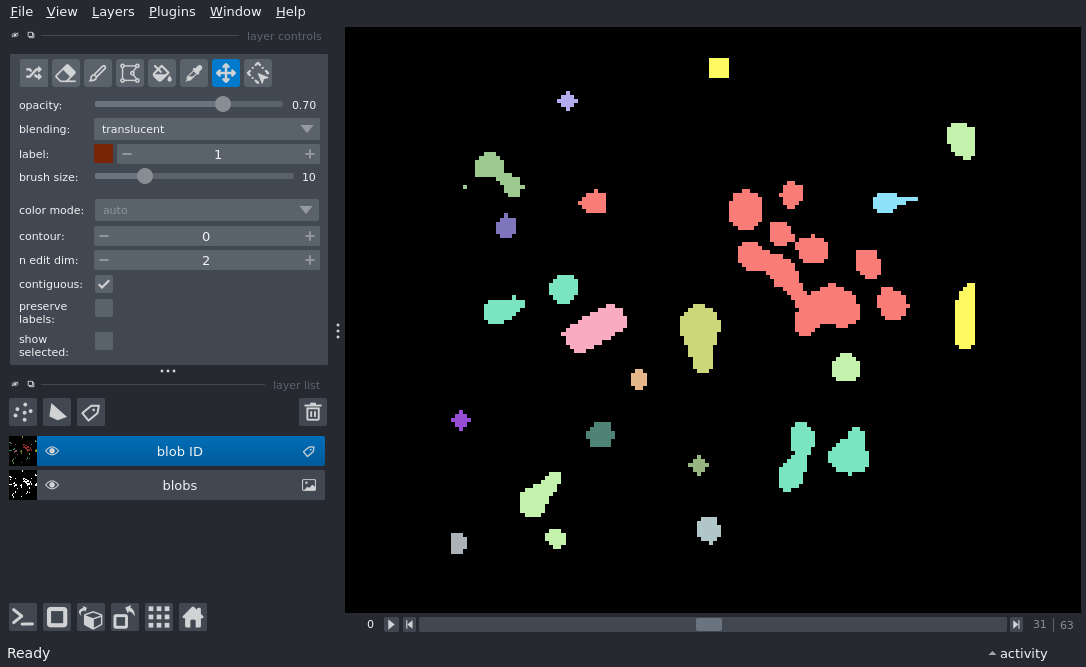 File View Layers Plugins Window Help
layer controls
opacity: 0.70
blending: translucent
label: 1
brush size: 10
color mode: auto
contour: 0
n edit dim: 2
contiguous:
preserve
labels:
show
selected:
layer list
blob ID
blobs
0 31 63
Ready activity